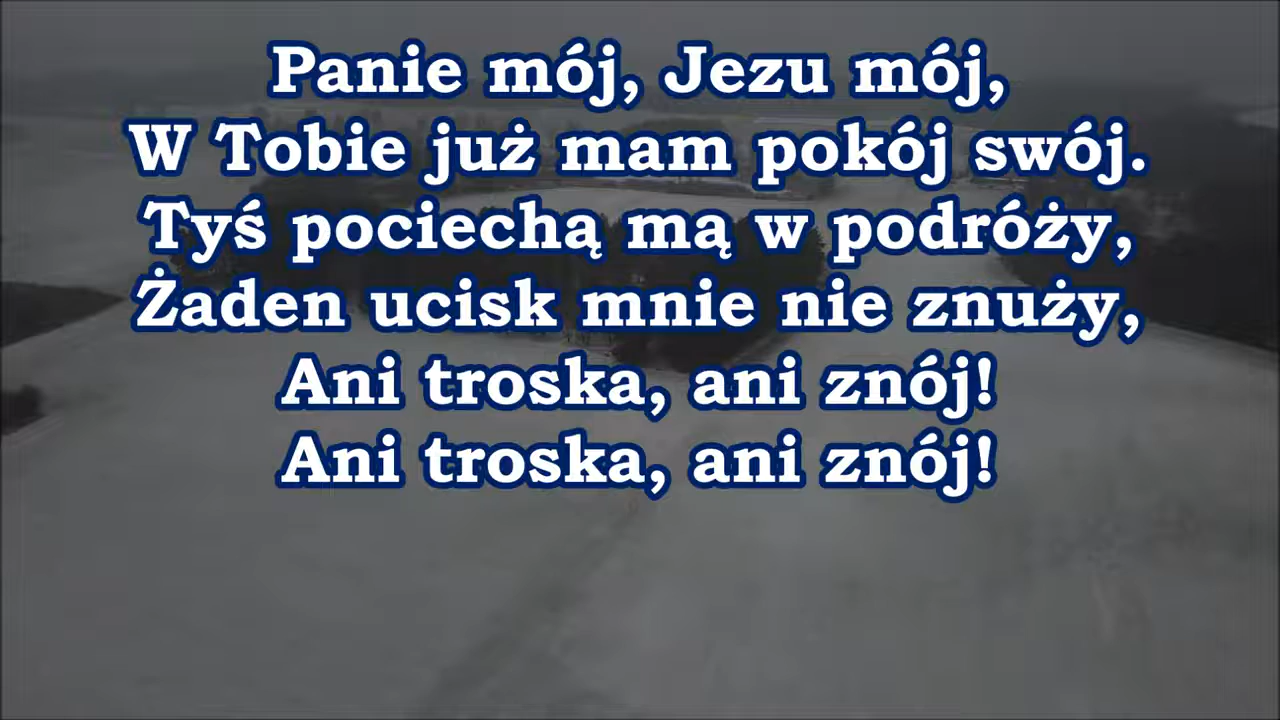 Panie mój, Jezu mój,
W Tobie już mam pokój swój.
Tyś pociechą mą w podróży,
Żaden ucisk mnie nie znuży,
Ani troska, ani znój!
Ani troska, ani znój!